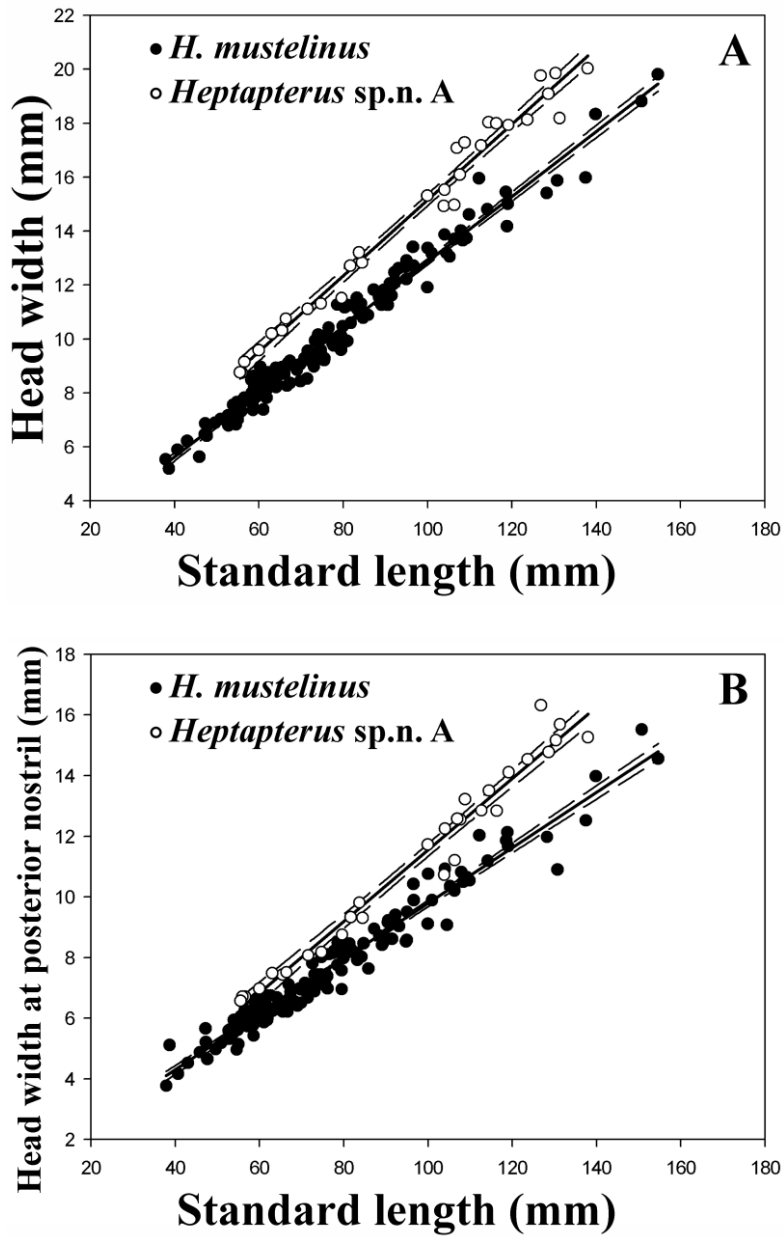 A
H. mustelinus
Heptapterus sp.n. A
22
20
18
16
14
12
10
8
6
4
Head width (mm)
20 40 60 80 100 120 140 160 180
Standard length (mm)
B
H. mustelinus
Heptapterus sp.n. A
18
16
14
12
10
8
6
4
2
Head width at posterior nostril (mm)
20 40 60 80 100 120 140 160 180
Standard length (mm)